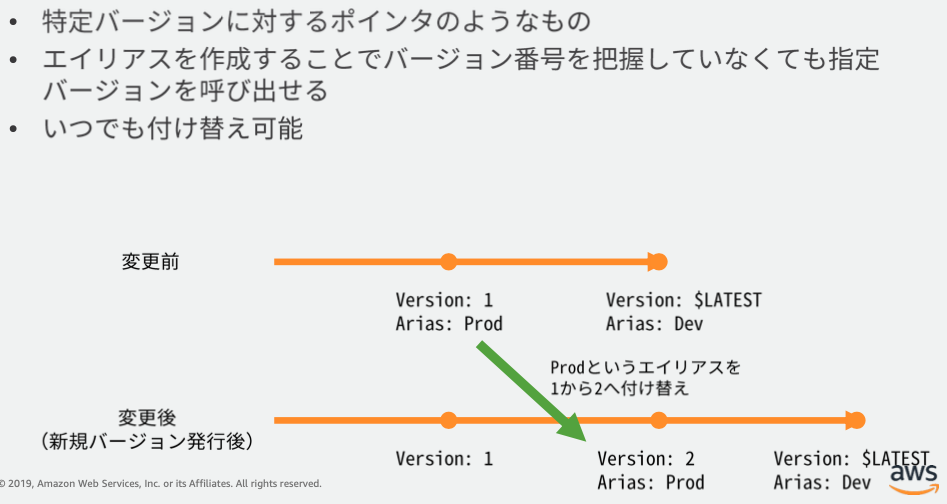 • 特定バージョンに対するポインタのようなもの
• エイリアスを作成することでバージョン番号を把握していなくても指定
バージョンを呼び出せる
• いつでも付け替え可能
変更前
Version: 1
Arias: Prod
Version: $LATEST
Arias: Dev
Prodというエイリアスを
1から2へ付け替え
変更後
（新規バージョン発行後）
Version: 1
Version: 2
Arias: Prod
Version: $LATEST
Arias: Dev
© 2019, Amazon Web Services, Inc. or its Affiliates. All rights reserved.
aws